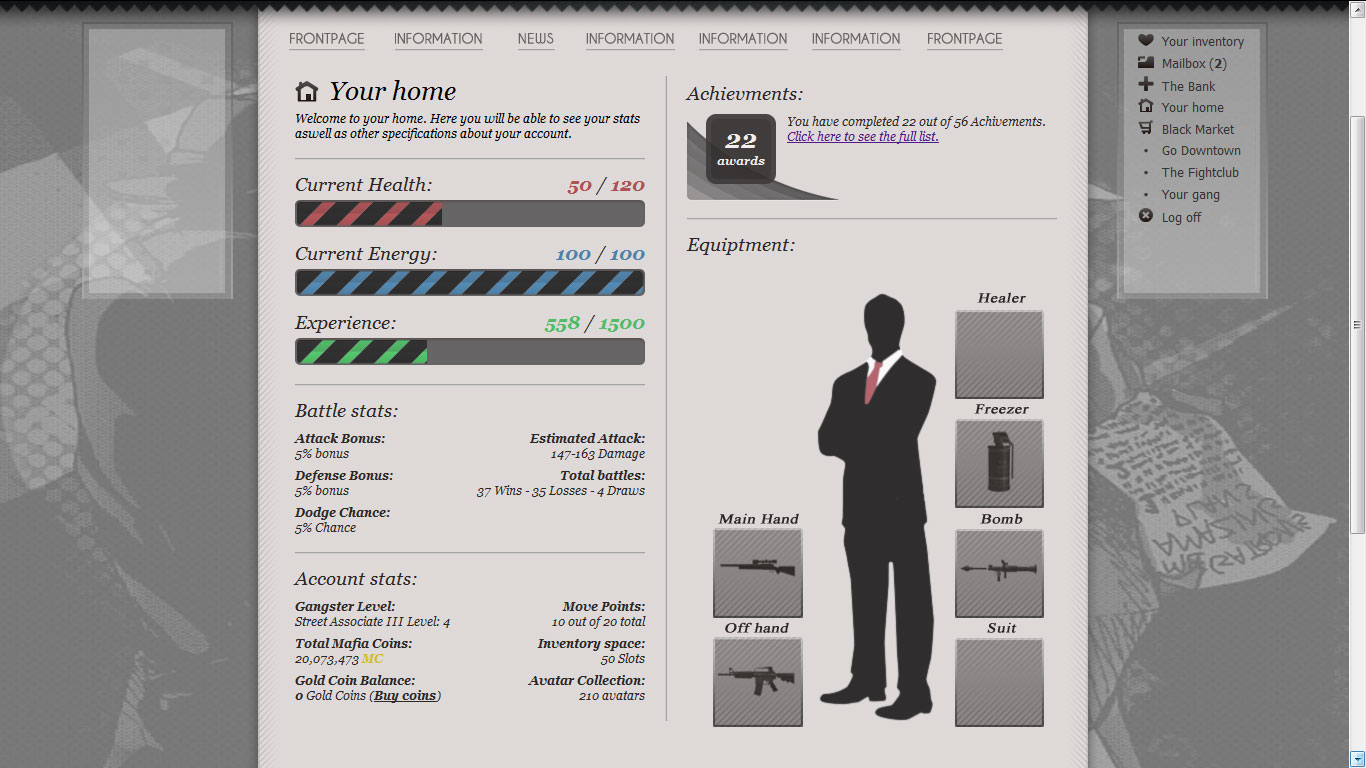 FRONTPAGE INFORMATION NEWS INFORMATION INFORMATION INFORMATION FRONTPAGE
Your home
Welcome to your home. Here you will be able to see your stats
aswell as other specifications about your account.
Current Health: 50 / 120
Current Energy: 100 / 100
Experience: 558 / 1500
Battle stats:
Attack Bonus: Estimated Attack:
5% bonus 147-163 Damage
Defense Bonus: Total battles:
5% bonus 37 Wins - 35 Losses - 4 Draws
Dodge Chance:
5% Chance
Account stats:
Gangster Level: Move Points:
Street Associate III Level: 4 10 out of 20 total
Total Mafia Coins: Inventory space:
20,073,473 MC 50 Slots
Gold Coin Balance: Avatar Collection:
0 Gold Coins (Buy coins) 210 avatars
Achievments:
22
awards
You have completed 22 out of 56 Achivements.
Click here to see the full list.
Equiptment:
Healer
Freezer
Main Hand
Bomb
Off hand
Suit
Your inventory
Mailbox (2)
The Bank
Your home
Black Market
• Go Downtown
• The Fightclub
• Your gang
Log off